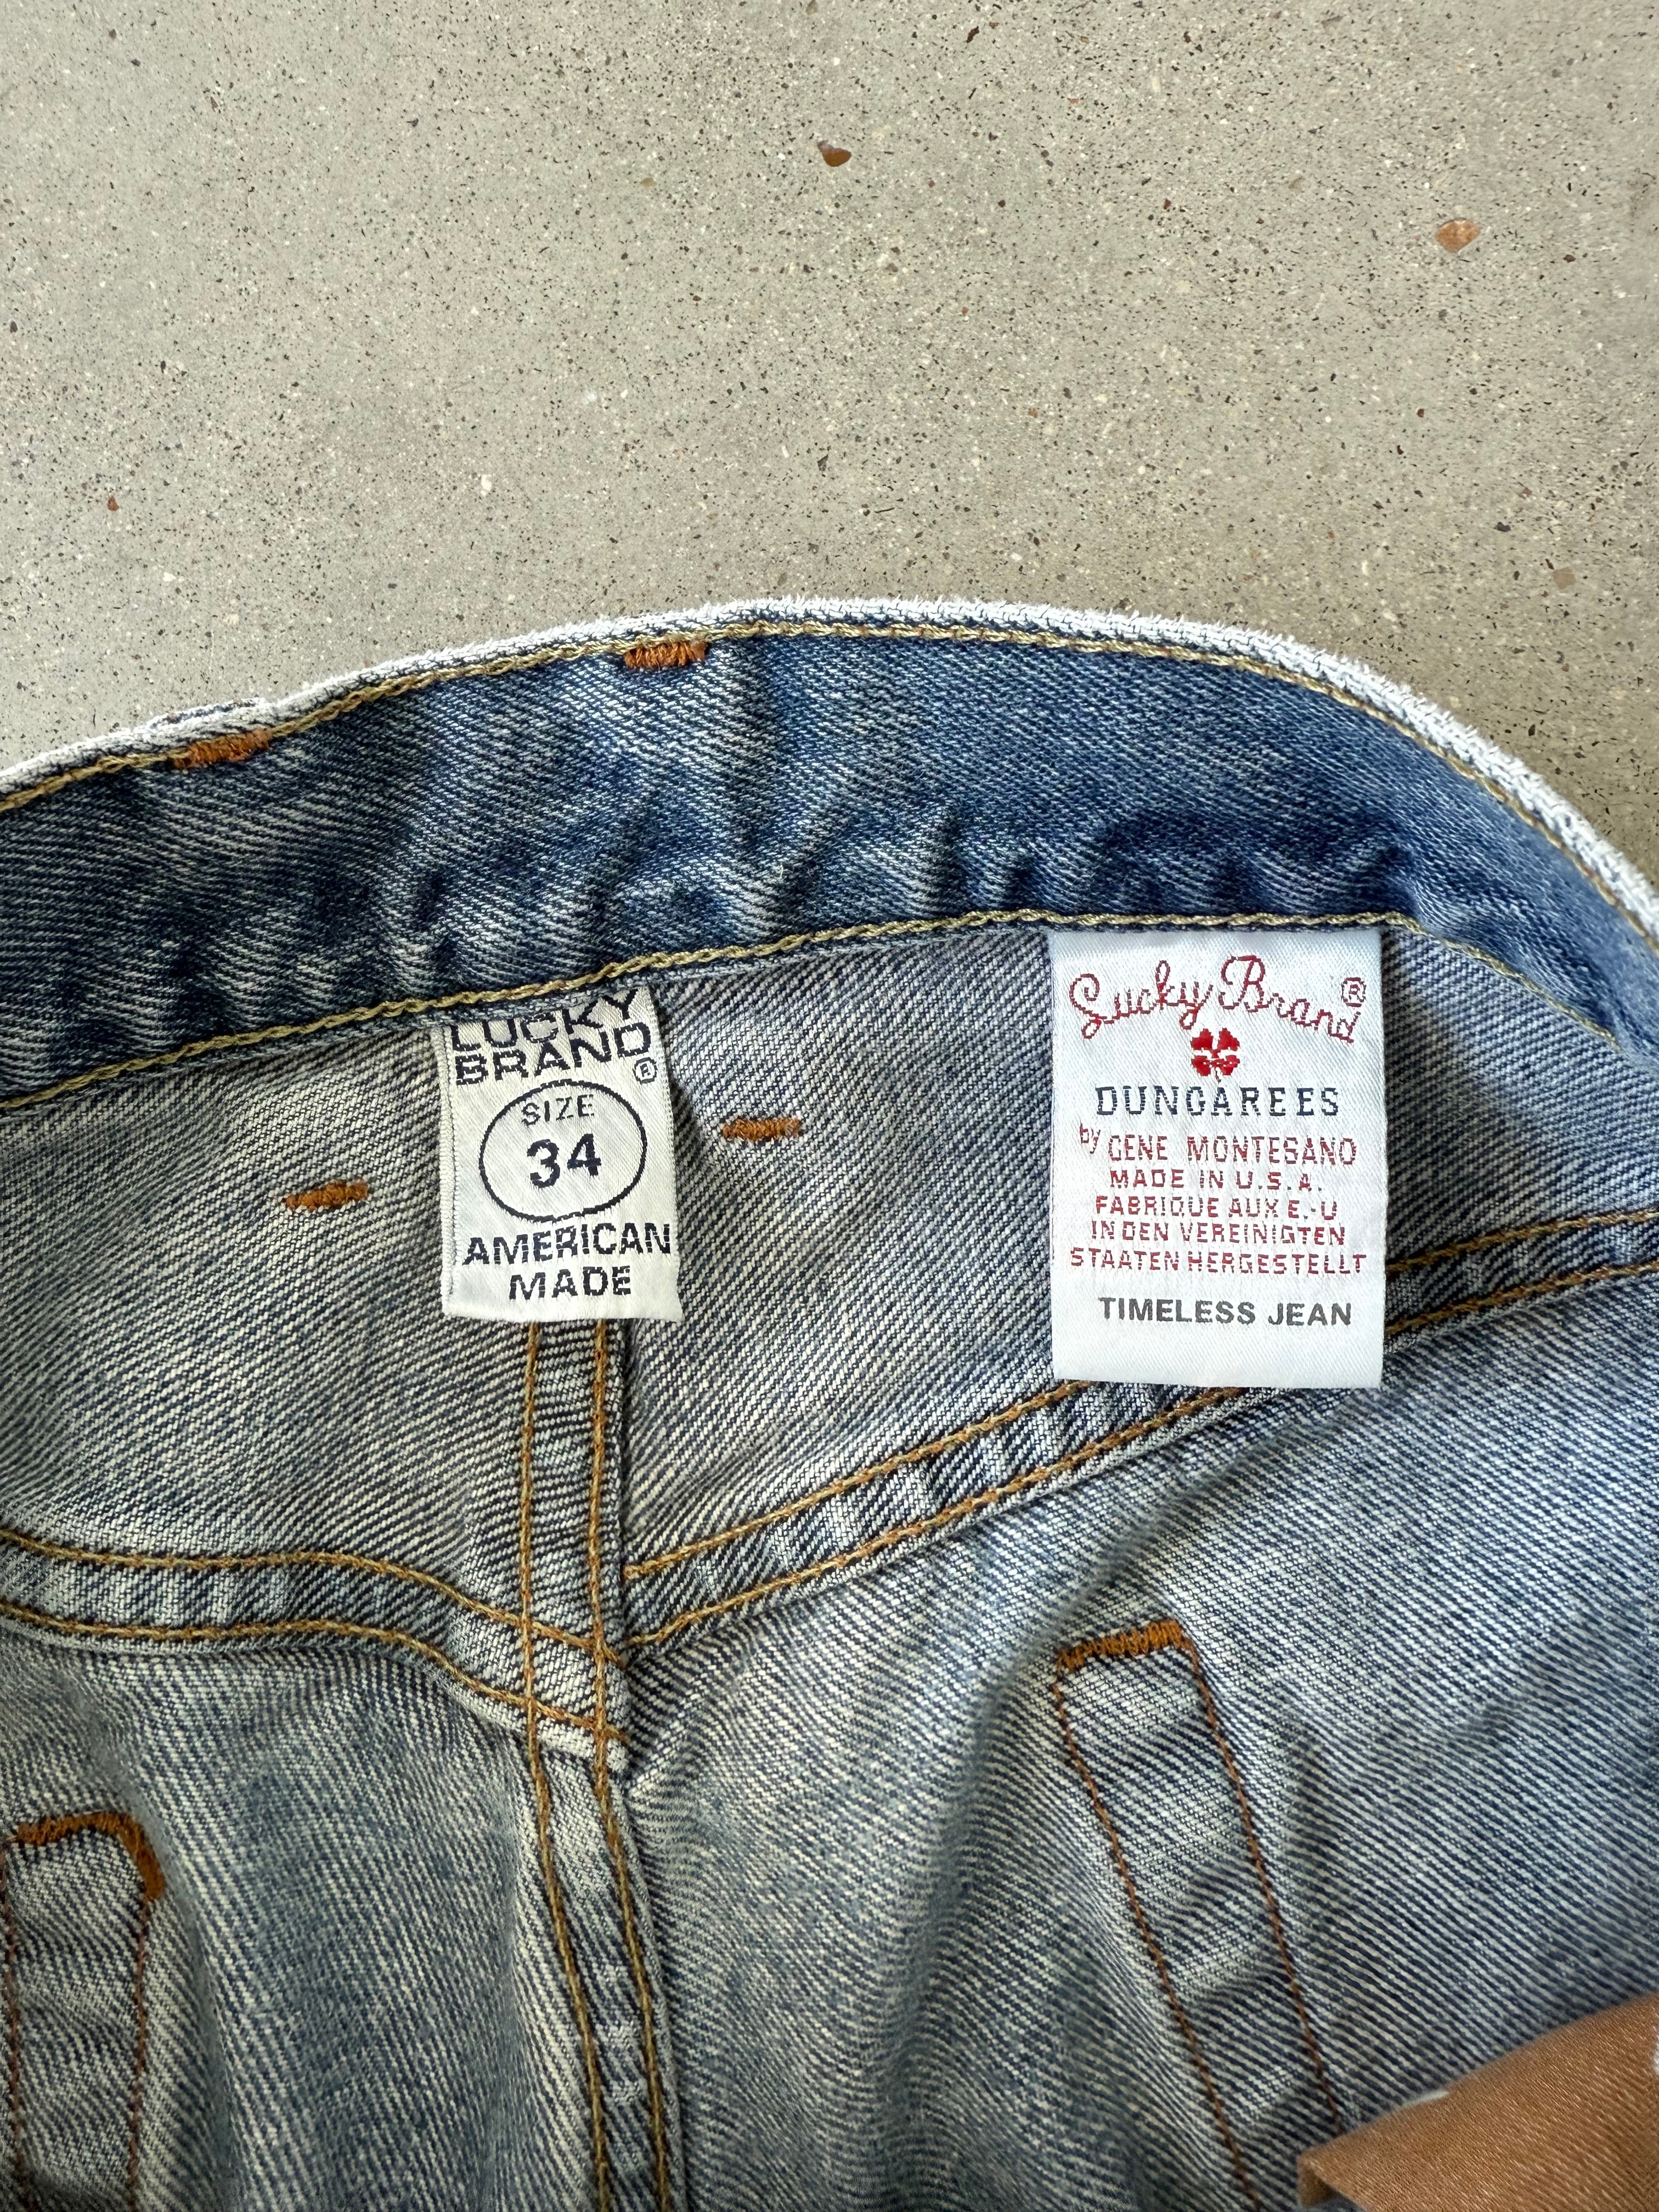 LUCKY
BRAND®
SIZE
34
AMERICAN
MADE
Lucky Brand®
DUNGAREES
by GENE MONTESANO
MADE IN U.S.A.
FABRIQUE AUX E.-U
IN DEN VEREINIGTEN
STAATEN HERGESTELLT
TIMELESS JEAN